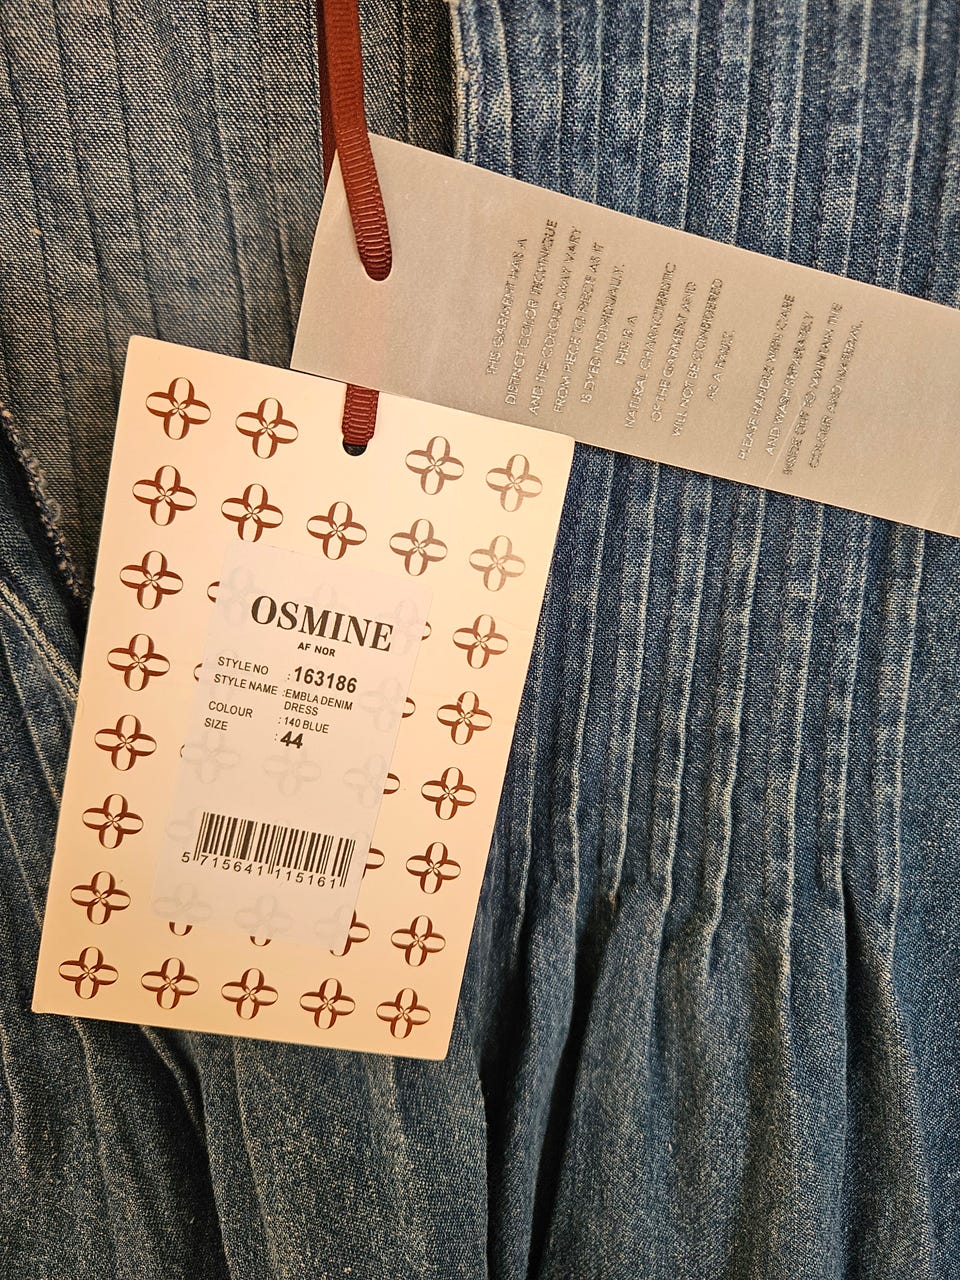 THIS GARMENT HAS A
DISTINCT COLOR TECHNIQUE
AND THE COLOUR MAY VARY
FROM PIECE TO PIECE AS IT
IS DYED INDIVIDUALLY.
THIS IS A
NATURAL CHARACTERISTIC
OF THE GARMENT AND
WILL NOT BE CONSIDERED
AS A FAULT.
PLEASE HANDLE WITH CARE
AND WASH SEPARATELY
INSIDE OUT TO MAINTAIN THE
COLOUR AND MATERIAL.
OSMINE
AF NOR
STYLE NO : 163186
STYLE NAME :EMBLA DENIM
DRESS
COLOUR : 140 BLUE
SIZE : 44
5 715641 115161